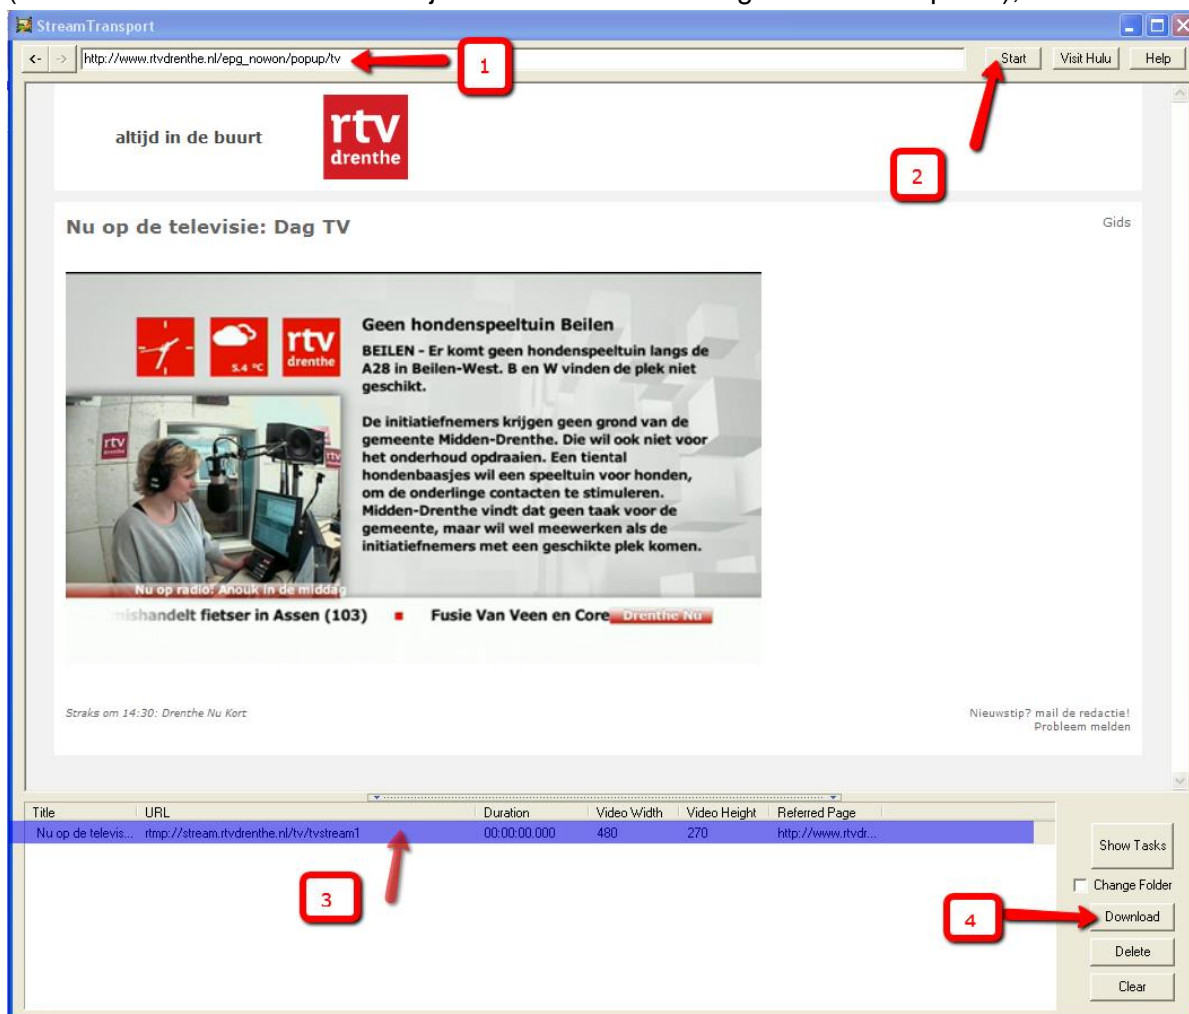 StreamTransport
<- -> http://www.rtvdrenthe.nl/epg_nowon/popup/tv
1
Start Visit Hulu Help
altijd in de buurt
rtv
drenthe
2
Nu op de televisie: Dag TV
Gids
5.4 °C
rtv
drenthe
Geen hondenspeeltuin Beilen
BEILEN - Er komt geen hondenspeeltuin langs de
A28 in Beilen-West. B en W vinden de plek niet
geschikt.
De initiatiefnemers krijgen geen grond van de
gemeente Midden-Drenthe. Die wil ook niet voor
het onderhoud opdraaien. Een tiental
hondenbaasjes wil een speeltuin voor honden,
om de onderlinge contacten te stimuleren.
Midden-Drenthe vindt dat geen taak voor de
gemeente, maar wil wel meewerken als de
initiatiefnemers met een geschikte plek komen.
rtv
Nu op radio: Anouk in de middag
mishandelt fietser in Assen (103) ▪ Fusie Van Veen en Core
Drenthe Nu
Straks om 14:30: Drenthe Nu Kort
Nieuwstip? mail de redactie!
Probleem melden
Title URL Duration Video Width Video Height Referred Page
Nu op de televis... rtmp://stream.rtvdrenthe.nl/tv/tvstream1 00:00:00.000 480 270 http://www.rtvdr...
3
Show Tasks
Change Folder
4
Download
Delete
Clear